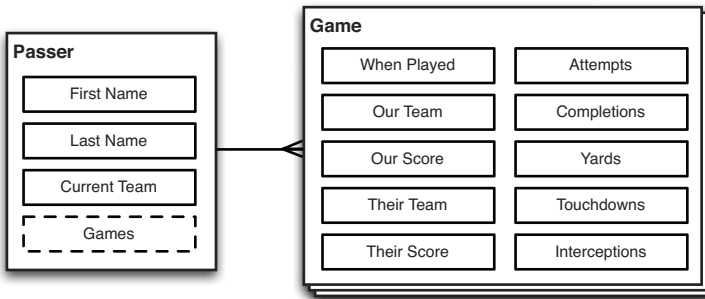 Passer
First Name
Last Name
Current Team
Games
Game
When Played
Our Team
Our Score
Their Team
Their Score
Attempts
Completions
Yards
Touchdowns
Interceptions